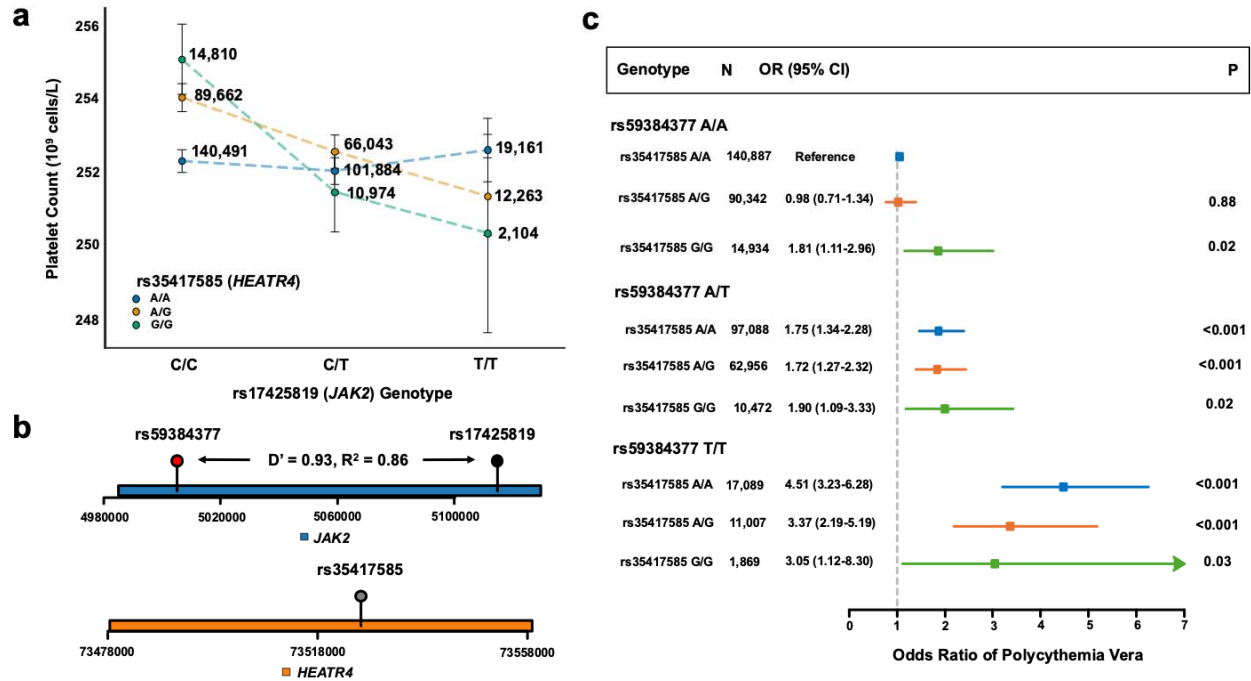 a
256
254
252
250
248
Platelet Count (10⁹ cells/L)
14,810
89,662
140,491
66,043
101,884
10,974
19,161
12,263
2,104
rs35417585 (HEATR4)
A/A
A/G
G/G
C/C C/T T/T
rs17425819 (JAK2) Genotype
b
rs59384377 rs17425819
D' = 0.93, R² = 0.86
4980000 5020000 5060000 5100000
JAK2
rs35417585
73478000 73518000 73558000
HEATR4
c
Genotype N OR (95% CI) P
rs59384377 A/A
rs35417585 A/A 140,887 Reference
rs35417585 A/G 90,342 0.98 (0.71-1.34) 0.88
rs35417585 G/G 14,934 1.81 (1.11-2.96) 0.02
rs59384377 A/T
rs35417585 A/A 97,088 1.75 (1.34-2.28) <0.001
rs35417585 A/G 62,956 1.72 (1.27-2.32) <0.001
rs35417585 G/G 10,472 1.90 (1.09-3.33) 0.02
rs59384377 T/T
rs35417585 A/A 17,089 4.51 (3.23-6.28) <0.001
rs35417585 A/G 11,007 3.37 (2.19-5.19) <0.001
rs35417585 G/G 1,869 3.05 (1.12-8.30) 0.03
0 1 2 3 4 5 6 7
Odds Ratio of Polycythemia Vera